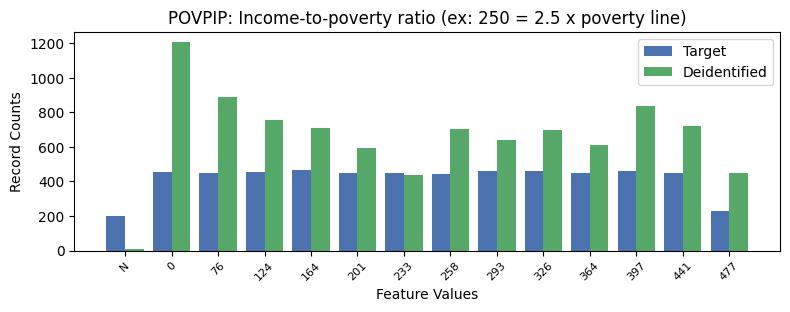 POVPIP: Income-to-poverty ratio (ex: 250 = 2.5 x poverty line)
Target
Deidentified
Record Counts
1200
1000
800
600
400
200
0
N 0 76 124 164 201 233 258 293 326 364 397 441 477
Feature Values